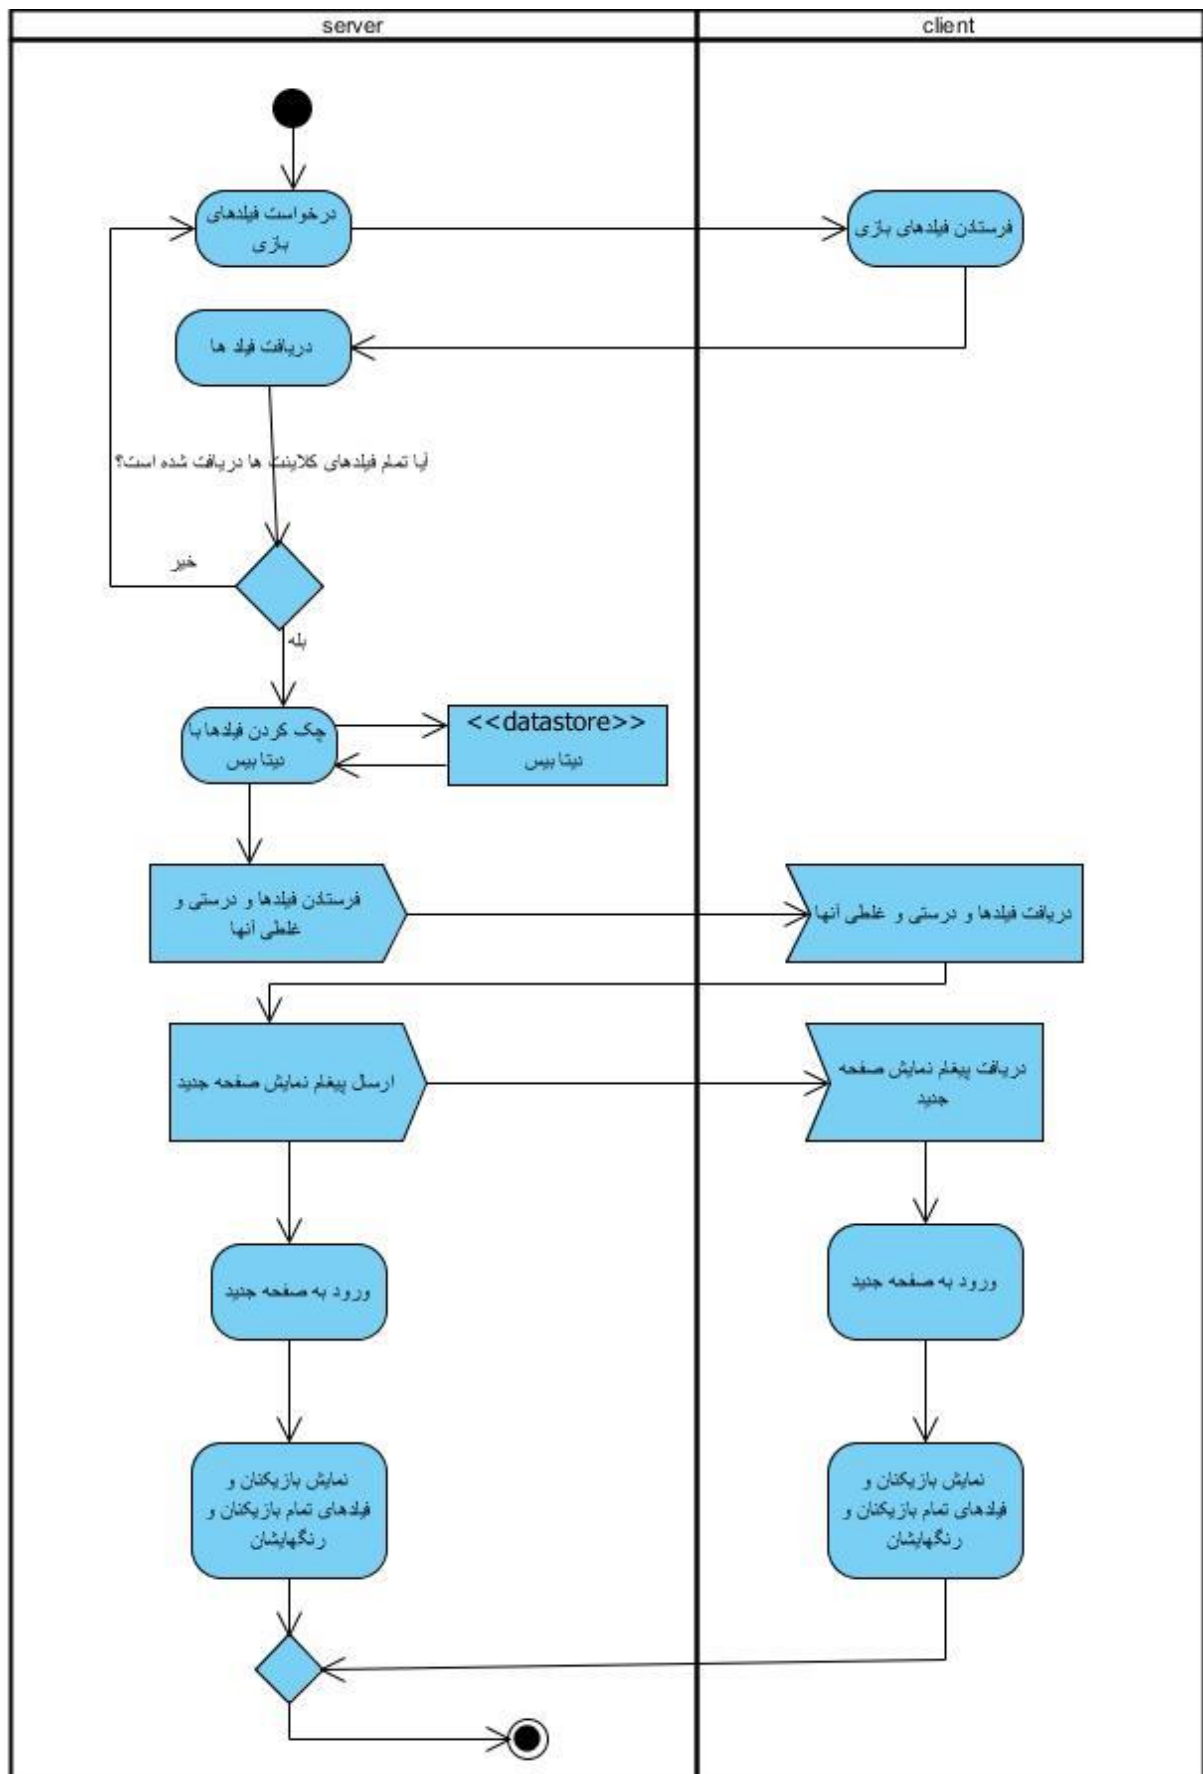 server
client
درخواست فیلدهای
بازی
فرستادن فیلدهای بازی
دریافت فیلد ها
آیا تمام فیلدهای کلاینت ها دریافت شده است؟
خیر
بله
چک کردن فیلدها با
دیتا بیس
<<datastore>>
دیتا بیس
فرستادن فیلدها و درستی و
غلطی آنها
دریافت فیلدها و درستی و غلطی آنها
ارسال پیغام نمایش صفحه جدید
دریافت پیغام نمایش صفحه
جدید
ورود به صفحه جدید
ورود به صفحه جدید
نمایش بازیکنان و
فیلدهای تمام بازیکنان و
رنگهایشان
نمایش بازیکنان و
فیلدهای تمام بازیکنان و
رنگهایشان